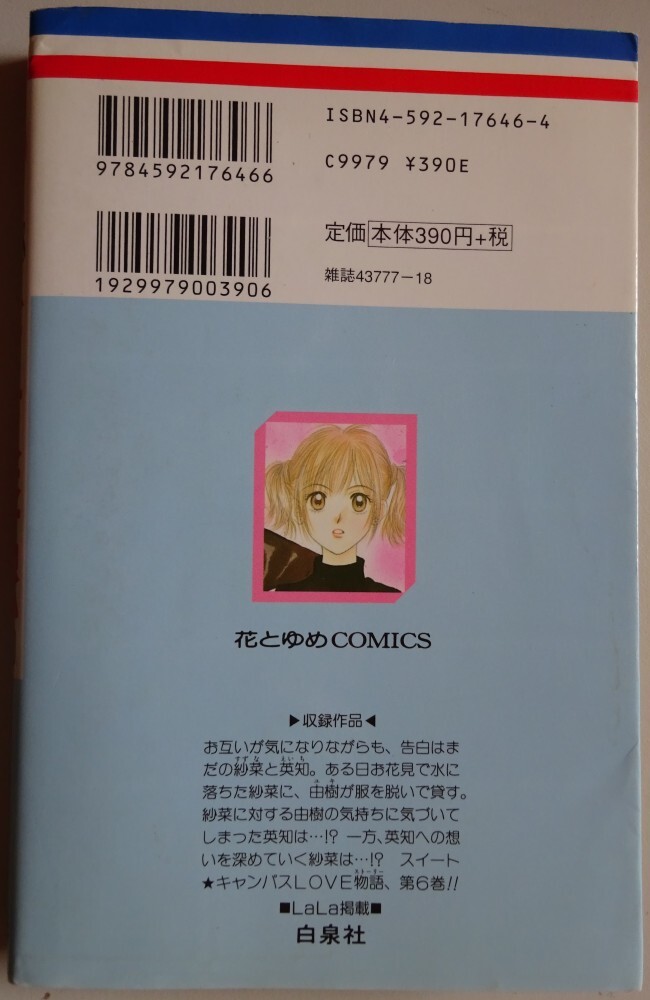 ISBN4-592-17646-4
9784592176466
C9979 ¥390E
定価 本体390円+税
1929979003906
雑誌43777-18
花とゆめCOMICS
▶収録作品◀
お互いが気になりながらも、告白はま
だの紗菜と英知。ある日お花見で水に
落ちた紗菜に、由樹が服を脱いで貸す。
紗菜に対する由樹の気持ちに気づいて
しまった英知は…!? 一方、英知への想
いを深めていく紗菜は…!? スイート
★キャンパスLOVE物語、第6巻!!
■LaLa掲載■
白泉社